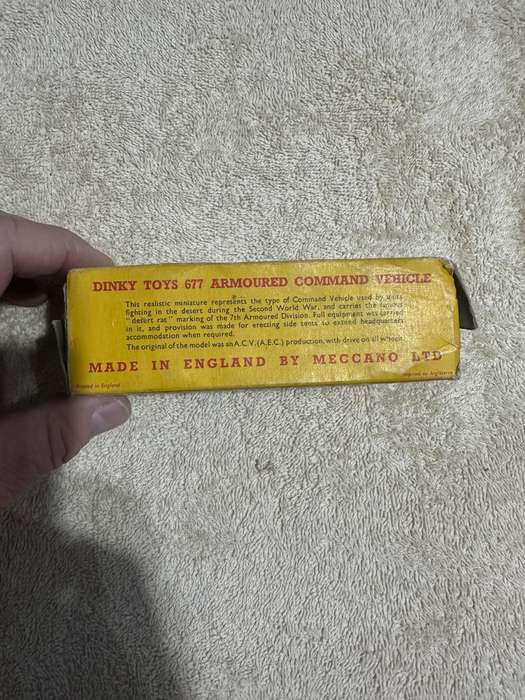 DINKY TOYS 677 ARMOURED COMMAND VEHICLE
This realistic miniature represents the type of Command Vehicle used by units
fighting in the desert during the Second World War, and carries the famous
"desert rat" marking of the 7th Armoured Division. Full equipment was carried
in it, and provision was made for erecting side tents to extend headquarters
accommodation when required.
The original of the model was an A.C.V. (A.E.C.) production, with drive on all wheels.
MADE IN ENGLAND BY MECCANO LTD
Printed in England
Imprimé en Angleterre